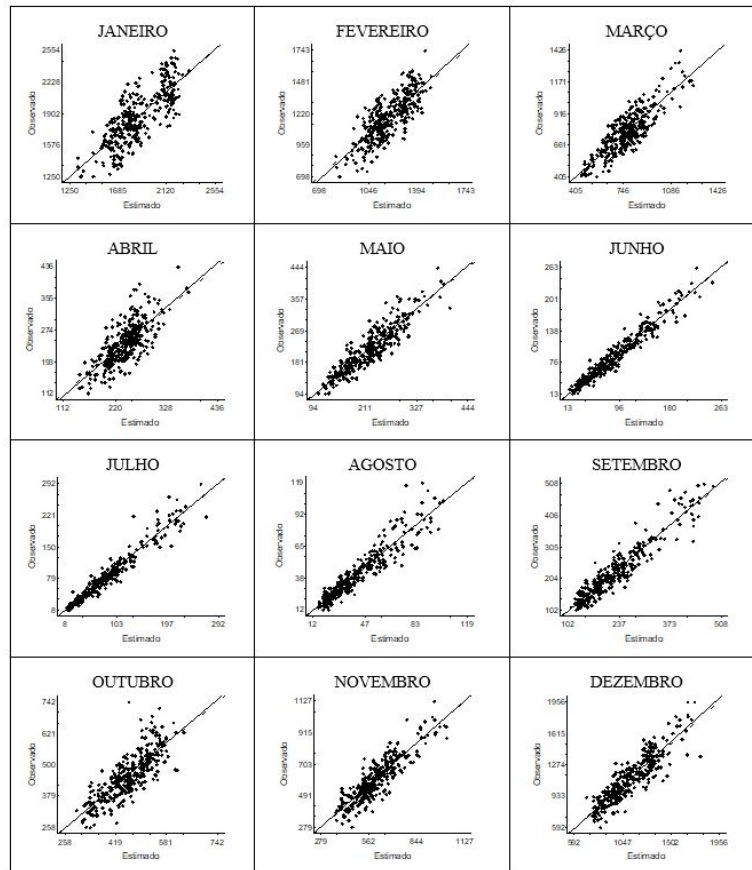 JANEIRO
2554
2228
1902
1576
1250
Observado
1250 1685 2120 2554
Estimado
FEVEREIRO
1743
1481
1220
959
698
Observado
698 1046 1394 1743
Estimado
MARÇO
1426
1171
916
661
405
Observado
405 746 1086 1426
Estimado
ABRIL
436
355
274
193
112
Observado
112 220 328 436
Estimado
MAIO
444
357
269
181
94
Observado
94 211 327 444
Estimado
JUNHO
263
201
138
76
13
Observado
13 96 180 263
Estimado
JULHO
292
221
150
79
8
Observado
8 103 197 292
Estimado
AGOSTO
119
92
65
38
12
Observado
12 47 83 119
Estimado
SETEMBRO
508
406
305
204
102
Observado
102 237 373 508
Estimado
OUTUBRO
742
621
500
379
258
Observado
258 419 581 742
Estimado
NOVEMBRO
1127
915
703
491
279
Observado
279 562 844 1127
Estimado
DEZEMBRO
1956
1615
1274
933
592
Observado
592 1047 1502 1956
Estimado